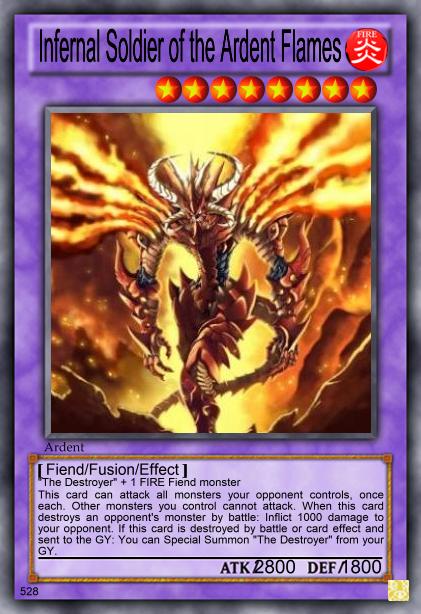 Infernal Soldier of the Ardent Flames
FIRE
炎
Ardent
[ Fiend/Fusion/Effect ]
"The Destroyer" + 1 FIRE Fiend monster
This card can attack all monsters your opponent controls, once
each. Other monsters you control cannot attack. When this card
destroys an opponent's monster by battle: Inflict 1000 damage to
your opponent. If this card is destroyed by battle or card effect and
sent to the GY: You can Special Summon "The Destroyer" from your
GY.
ATK/2800 DEF/1800
528